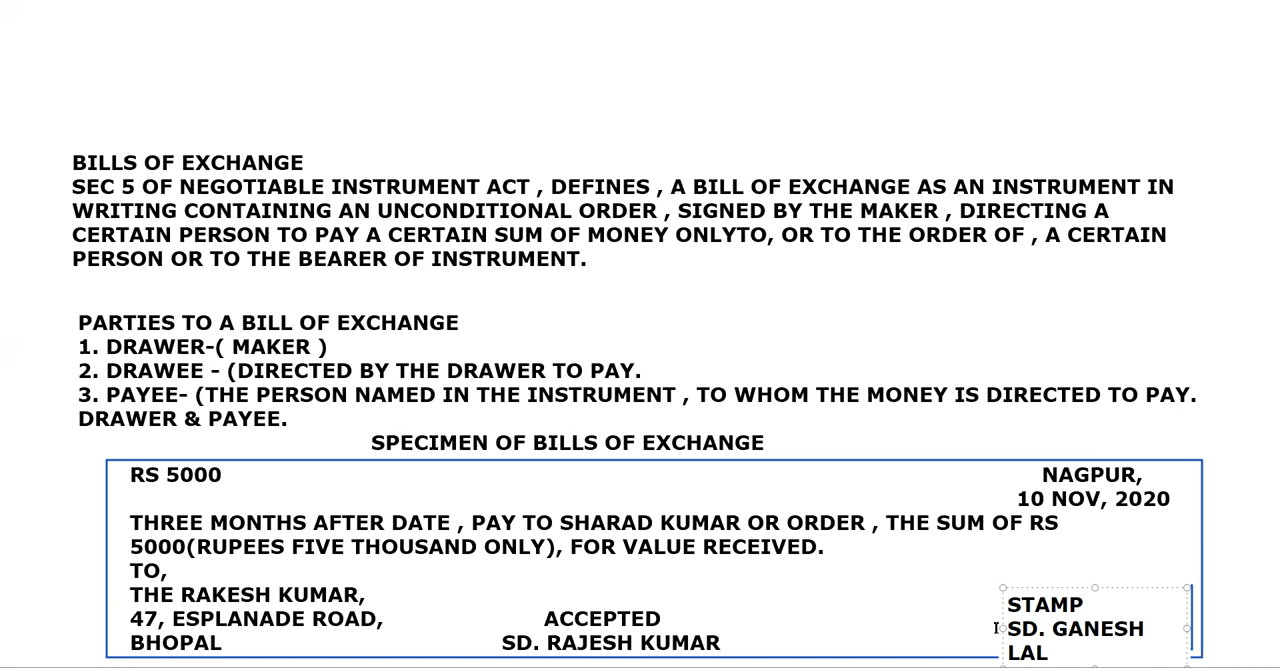 BILLS OF EXCHANGE
SEC 5 OF NEGOTIABLE INSTRUMENT ACT , DEFINES , A BILL OF EXCHANGE AS AN INSTRUMENT IN
WRITING CONTAINING AN UNCONDITIONAL ORDER , SIGNED BY THE MAKER , DIRECTING A
CERTAIN PERSON TO PAY A CERTAIN SUM OF MONEY ONLYTO, OR TO THE ORDER OF , A CERTAIN
PERSON OR TO THE BEARER OF INSTRUMENT.
PARTIES TO A BILL OF EXCHANGE
1. DRAWER-( MAKER )
2. DRAWEE - (DIRECTED BY THE DRAWER TO PAY.
3. PAYEE- (THE PERSON NAMED IN THE INSTRUMENT , TO WHOM THE MONEY IS DIRECTED TO PAY.
DRAWER & PAYEE.
SPECIMEN OF BILLS OF EXCHANGE
RS 5000 NAGPUR,
10 NOV, 2020
THREE MONTHS AFTER DATE , PAY TO SHARAD KUMAR OR ORDER , THE SUM OF RS
5000(RUPEES FIVE THOUSAND ONLY), FOR VALUE RECEIVED.
TO,
THE RAKESH KUMAR,
47, ESPLANADE ROAD, ACCEPTED
BHOPAL SD. RAJESH KUMAR
STAMP
SD. GANESH
LAL